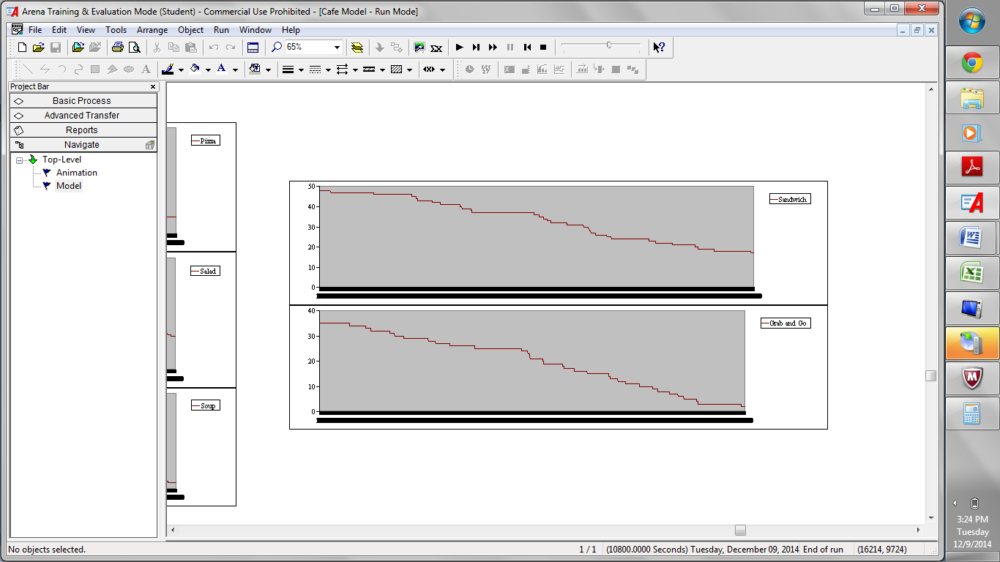 Arena Training & Evaluation Mode (Student) - Commercial Use Prohibited - [Cafe Model - Run Mode]
File Edit View Tools Arrange Object Run Window Help
65%
Project Bar
Basic Process
Advanced Transfer
Reports
Navigate
Top-Level
Animation
Model
Pizza
Salad
Soup
50
40
30
20
10
0
Sandwich
40
30
20
10
0
Grab and Go
No objects selected.
1 / 1 (10800.0000 Seconds) Tuesday, December 09, 2014 End of run (16214, 9724)
3:24 PM
Tuesday
12/9/2014